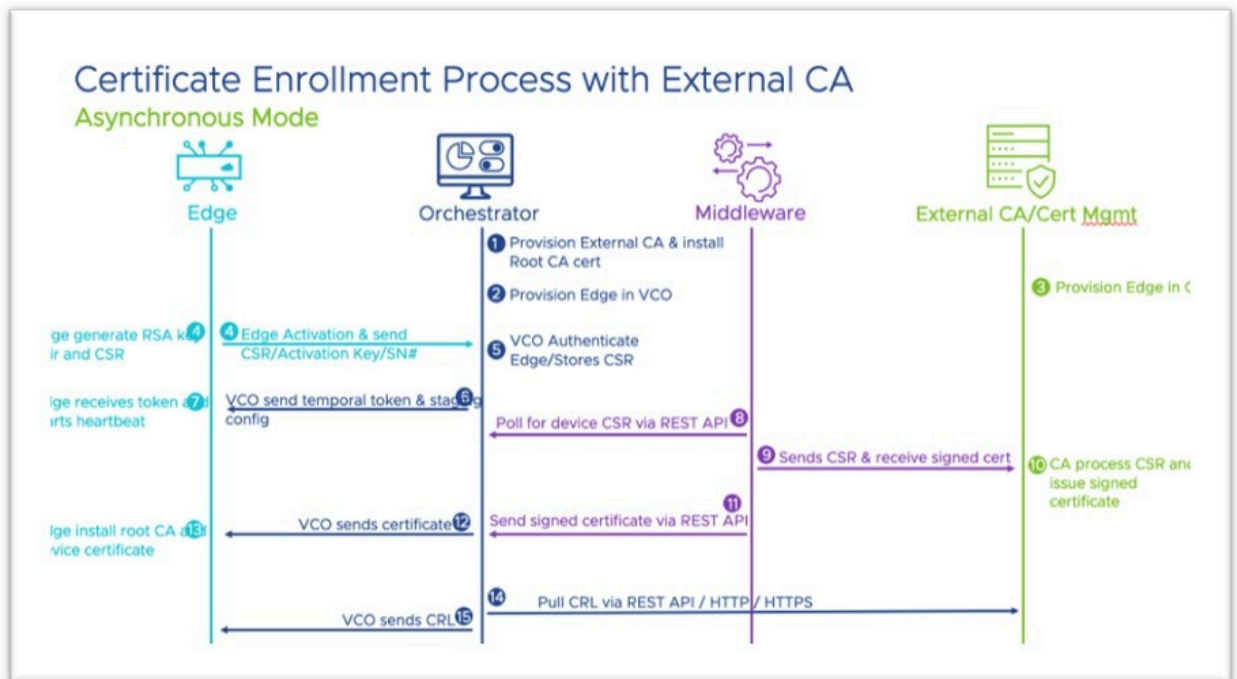 Certificate Enrollment Process with External CA
Asynchronous Mode
Edge
Orchestrator
Middleware
External CA/Cert Mgmt
1 Provision External CA & install
Root CA cert
2 Provision Edge in VCO
3 Provision Edge in
4
ge generate RSA
ir and CSR
4 Edge Activation & send
CSR/Activation Key/SN#
5 VCO Authenticate
Edge/Stores CSR
7
ge receives token
rts heartbeat
6
VCO send temporal token &
config
Poll for device CSR via REST API 8
9 Sends CSR & receive signed cert
10 CA process CSR and
issue signed
certificate
11
Send signed certificate via REST API
VCO sends certificate 12
13
ge install root CA
vice certificate
14 Pull CRL via REST API / HTTP / HTTPS
VCO sends CRL 15